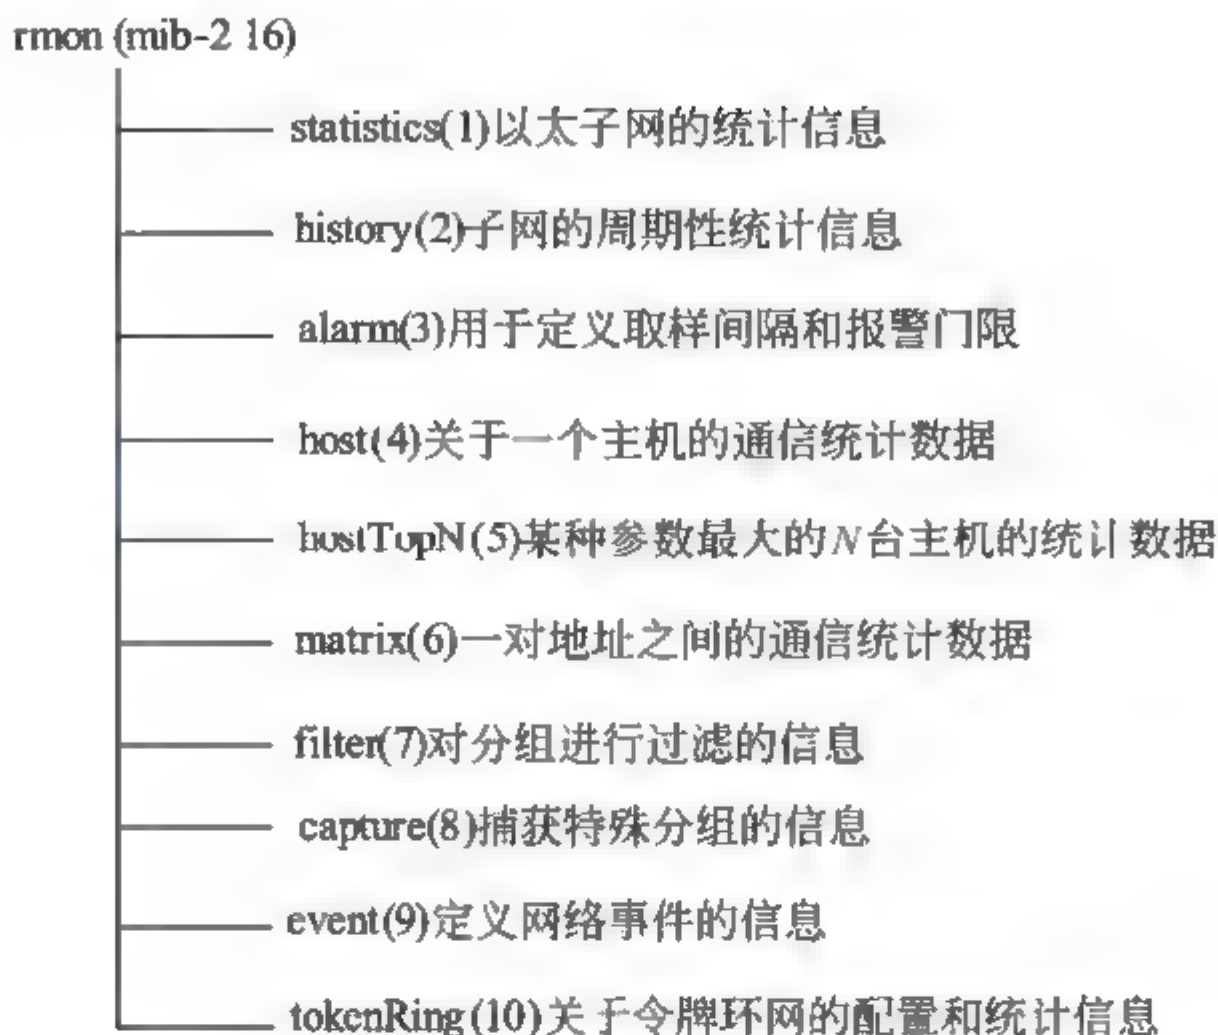 rmon (mib-2 16)
statistics(1)以太子网的统计信息
history(2)子网的周期性统计信息
alarm(3)用于定义取样间隔和报警门限
host(4)关于一个主机的通信统计数据
hostTopN(5)某种参数最大的N台主机的统计数据
matrix(6)一对地址之间的通信统计数据
filter(7)对分组进行过滤的信息
capture(8)捕获特殊分组的信息
event(9)定义网络事件的信息
tokenRing(10)关于令牌环网的配置和统计信息